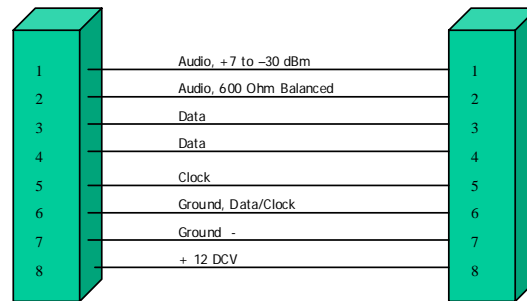 1 Audio, +7 to –30 dBm 1
2 Audio, 600 Ohm Balanced 2
3 Data 3
4 Data 4
5 Clock 5
6 Ground, Data/Clock 6
7 Ground - 7
8 + 12 DCV 8